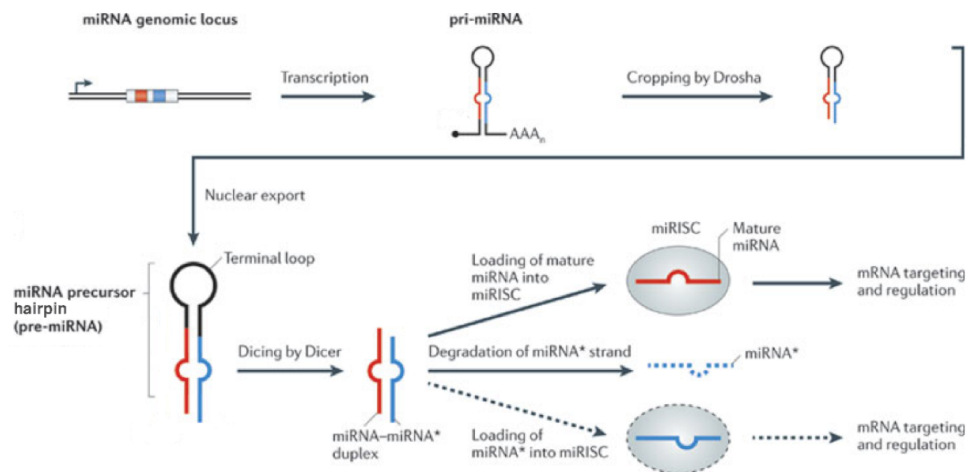 miRNA genomic locus
pri-miRNA
Transcription
Cropping by Drosha
AAAn
Nuclear export
Terminal loop
miRNA precursor
hairpin
(pre-miRNA)
Dicing by Dicer
miRNA–miRNA*
duplex
Loading of mature
miRNA into
miRISC
miRISC
Mature
miRNA
mRNA targeting
and regulation
Degradation of miRNA* strand
miRNA*
Loading of
miRNA* into miRISC
mRNA targeting
and regulation